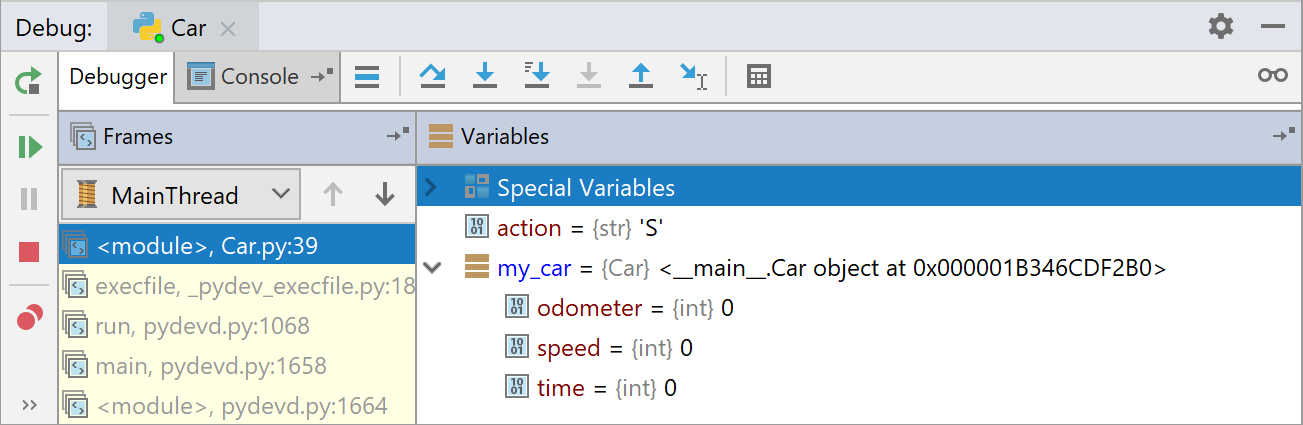 Debug: Car
Debugger Console
Frames
Variables
MainThread
<module>, Car.py:39
execfile, _pydev_execfile.py:18
run, pydevd.py:1068
main, pydevd.py:1658
<module>, pydevd.py:1664
Special Variables
action = {str} 'S'
my_car = {Car} <__main__.Car object at 0x000001B346CDF2B0>
odometer = {int} 0
speed = {int} 0
time = {int} 0